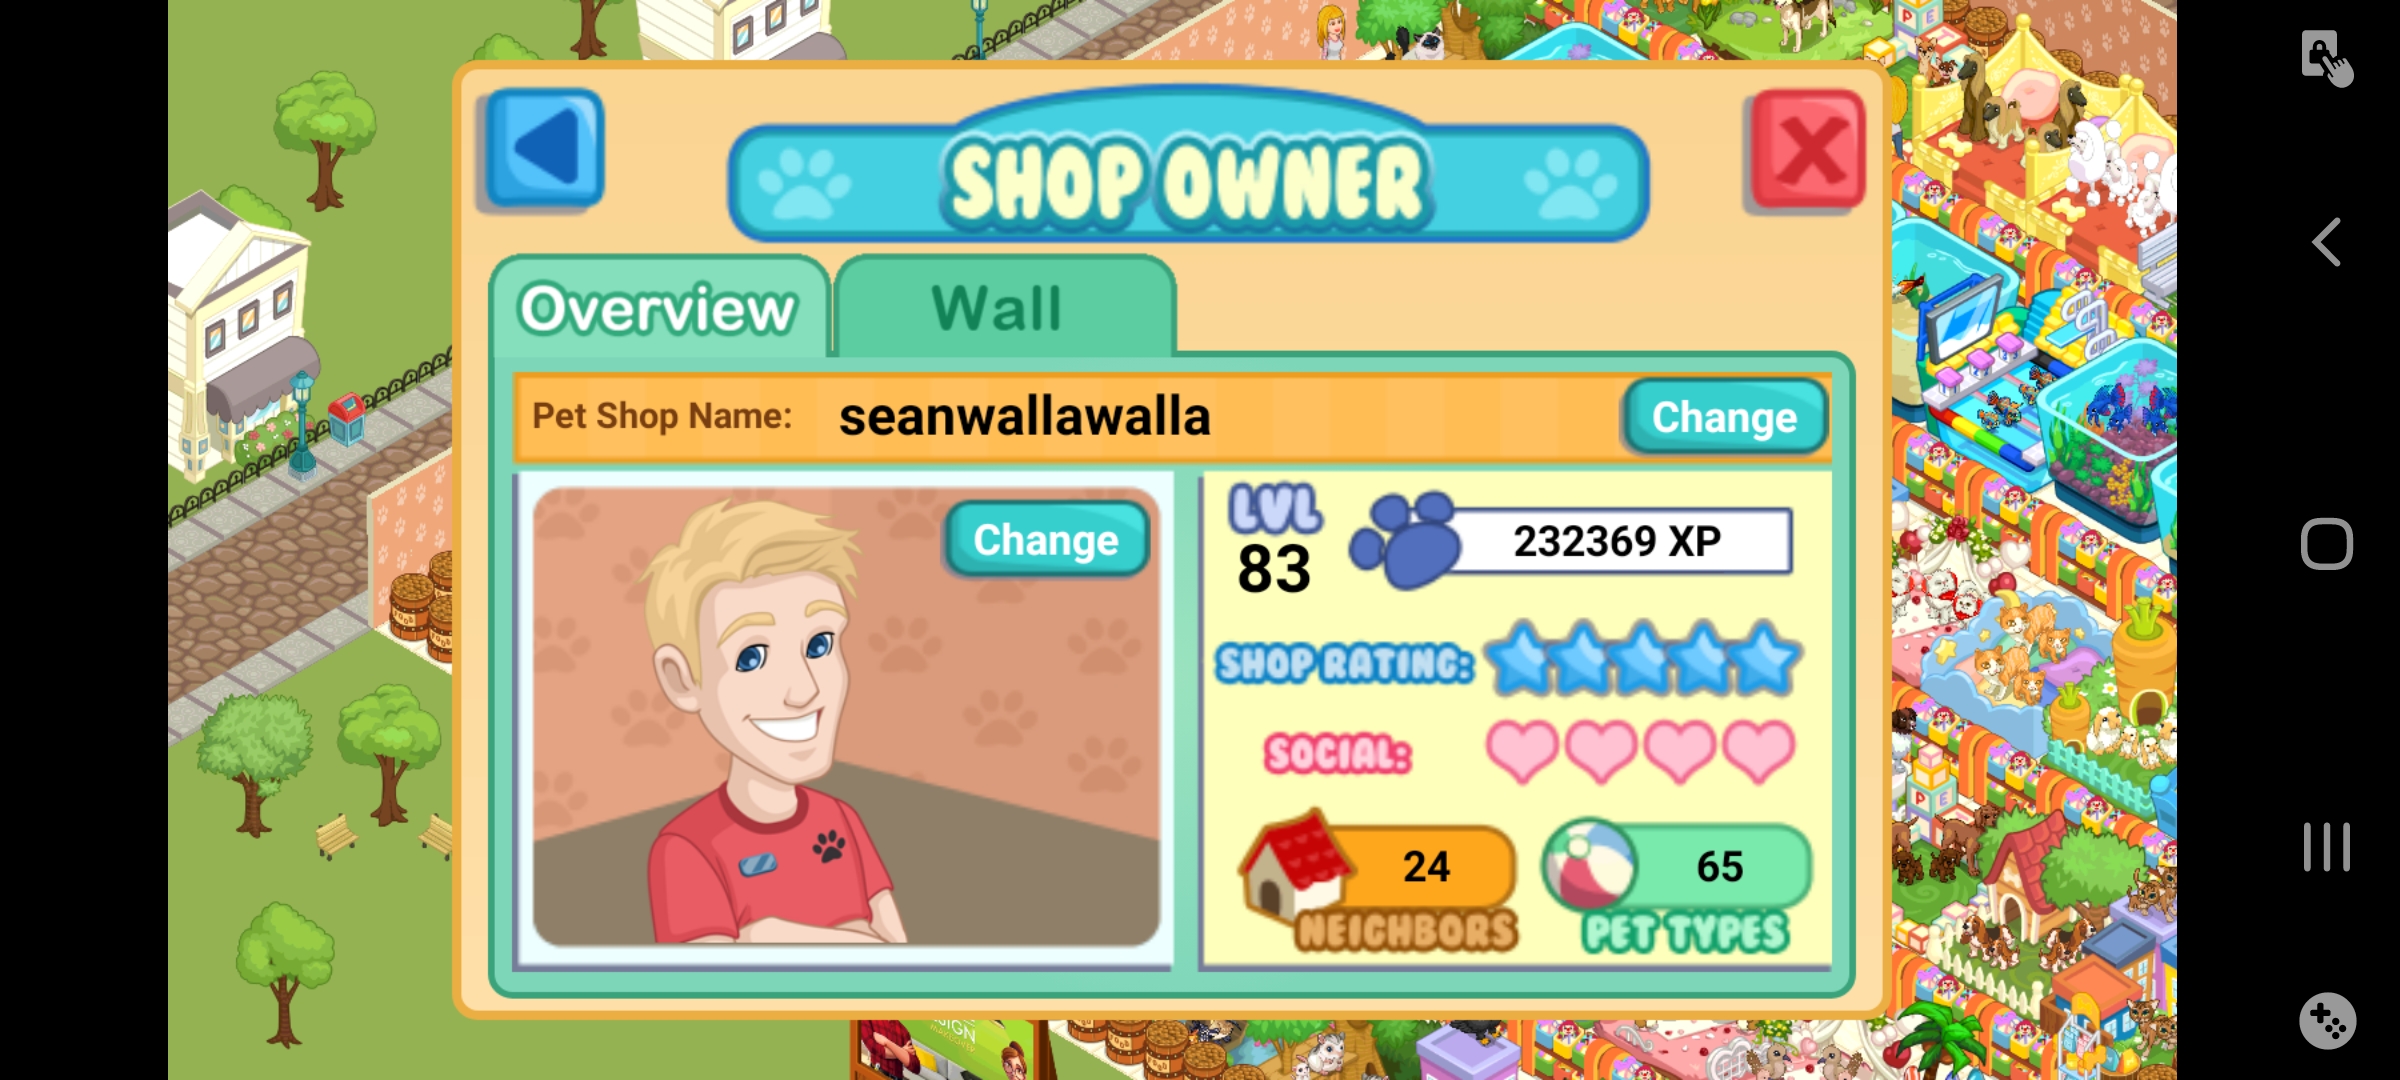 SHOP OWNER
Overview
Wall
Pet Shop Name: seanwallawalla
Change
Change
LVL
83
232369 XP
SHOP RATING:
SOCIAL:
24
NEIGHBORS
65
PET TYPES